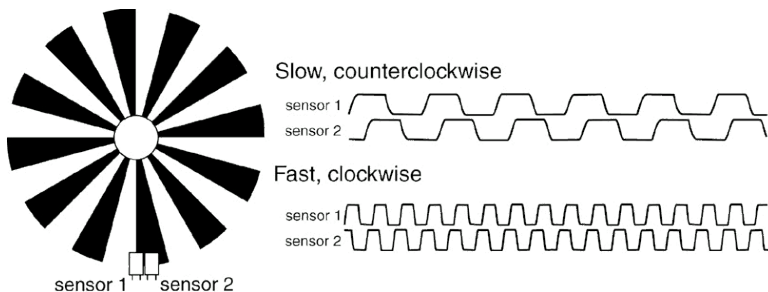 Slow, counterclockwise
sensor 1
sensor 2
Fast, clockwise
sensor 1
sensor 2
sensor 1 sensor 2